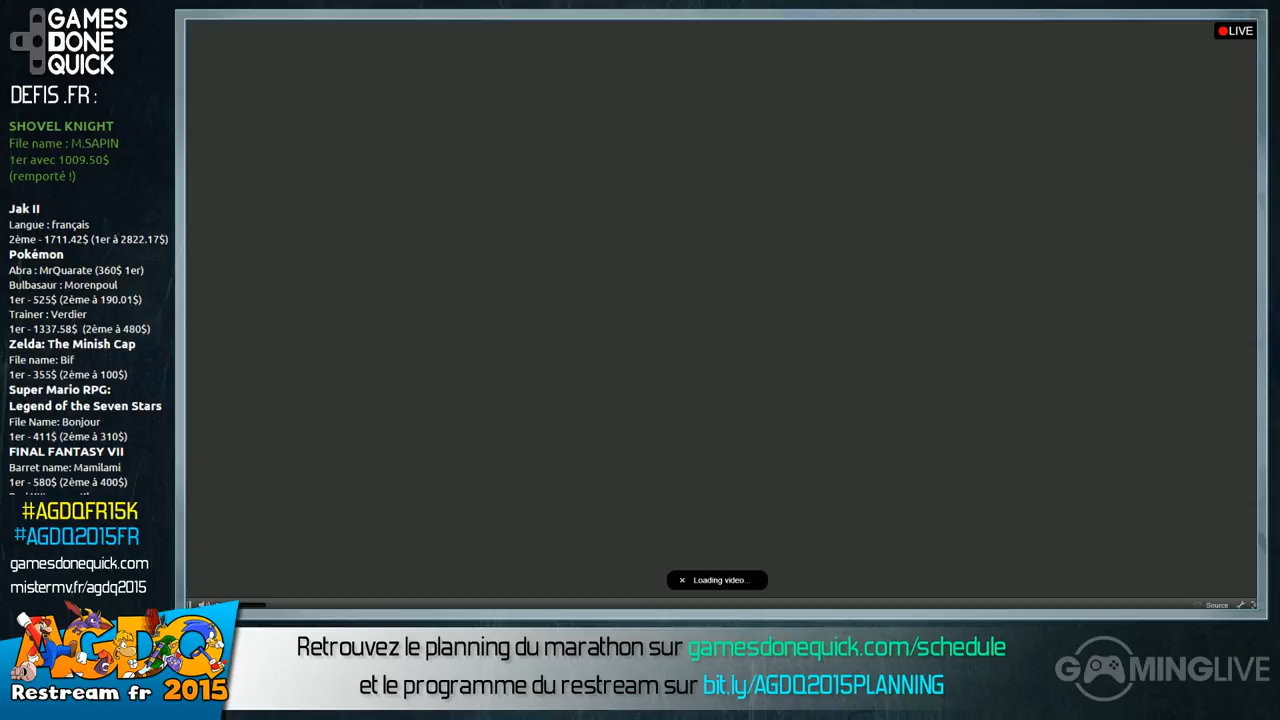 GAMES
DONE
QUICK
DEFIS .FR :
SHOVEL KNIGHT
File name : M.SAPIN
1er avec 1009.50$
(remporté !)
Jak II
Langue : français
2ème - 1711.42$ (1er à 2822.17$)
Pokémon
Abra : MrQuarate (360$ 1er)
Bulbasaur : Morenpoul
1er - 525$ (2ème à 190.01$)
Trainer : Verdier
1er - 1337.58$ (2ème à 480$)
Zelda: The Minish Cap
File name: Bif
1er - 355$ (2ème à 100$)
Super Mario RPG:
Legend of the Seven Stars
File Name: Bonjour
1er - 411$ (2ème à 310$)
FINAL FANTASY VII
Barret name: Mamilami
1er - 580$ (2ème à 400$)
#AGDQFR15K
#AGDQ2015FR
gamesdonequick.com
mistermv.fr/agdq2015
AGDQ
Restream fr 2015
LIVE
Loading video...
Source
Retrouvez le planning du marathon sur gamesdonequick.com/schedule
et le programme du restream sur bit.ly/AGDQ2015PLANNING
GAMINGLIVE